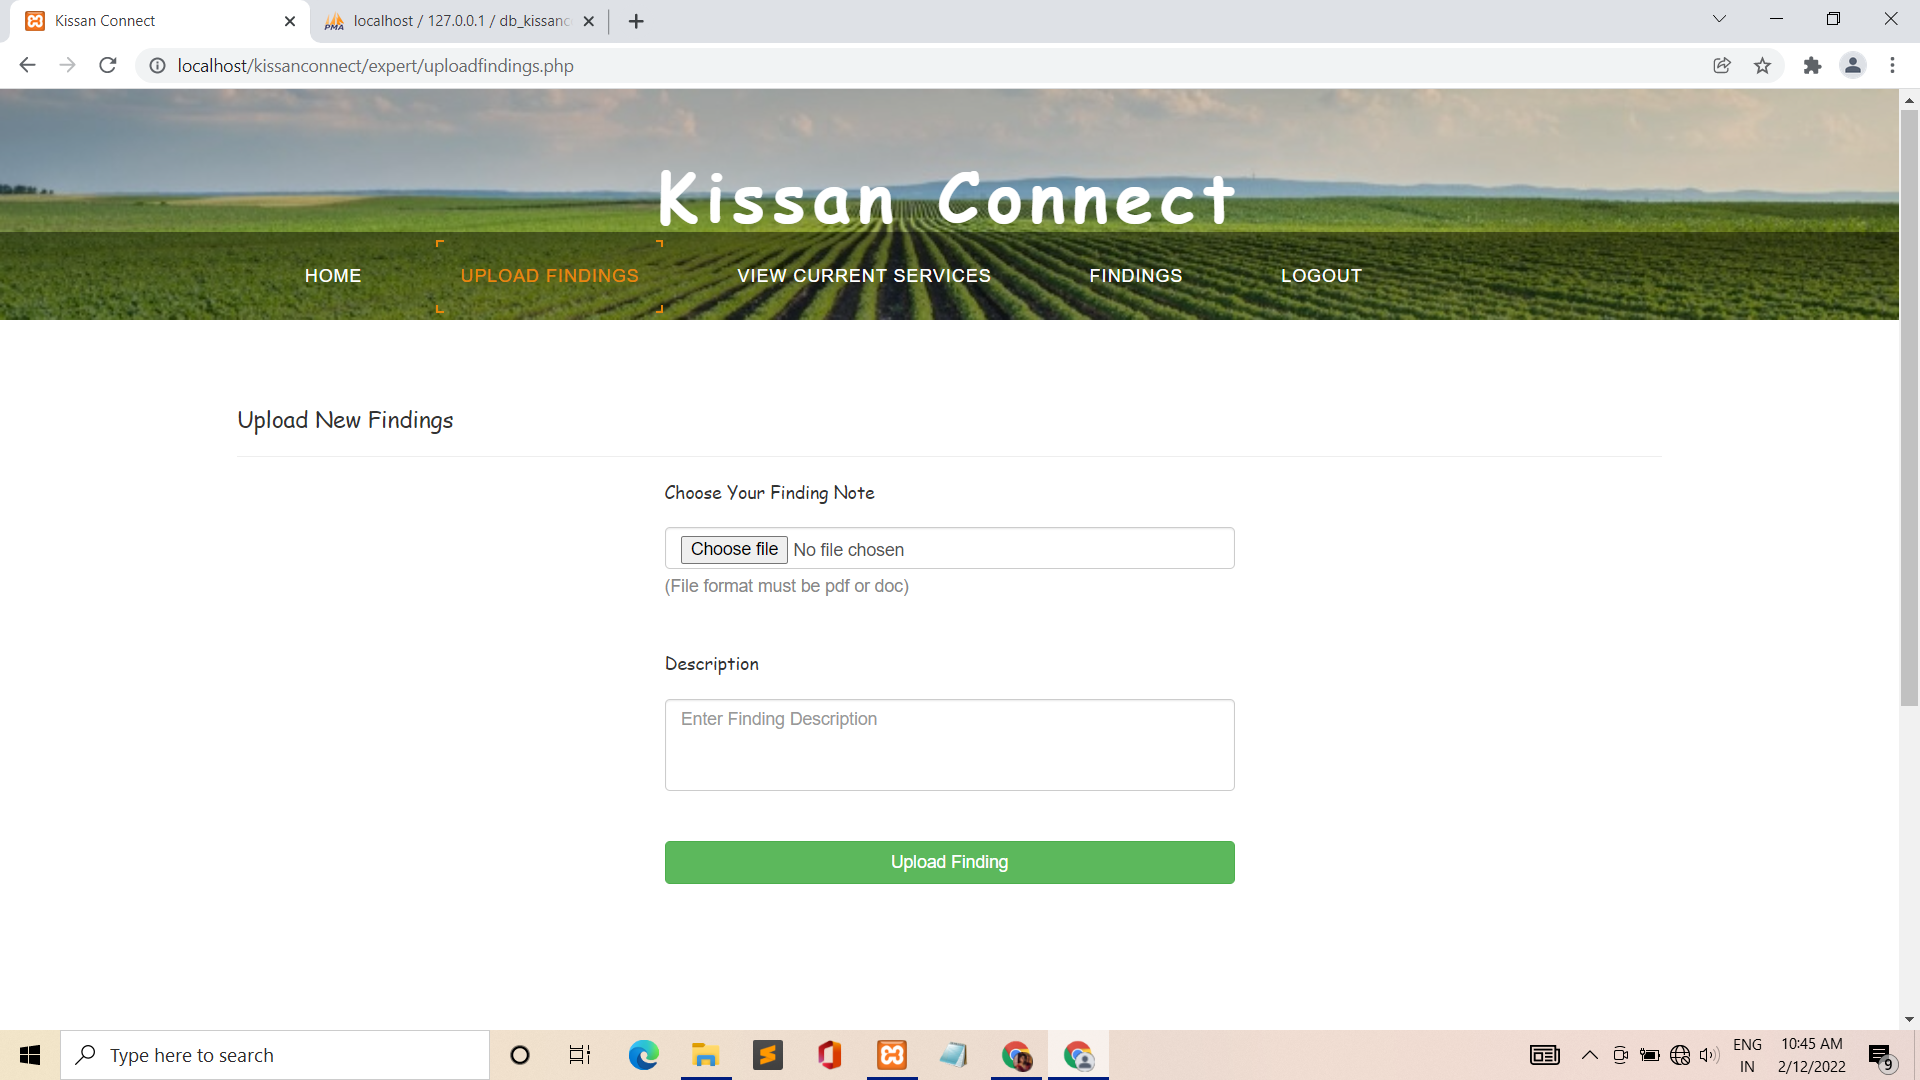 Kissan Connect
localhost / 127.0.0.1 / db_kissanc
localhost/kissanconnect/expert/uploadfindings.php
Kissan Connect
HOME
UPLOAD FINDINGS
VIEW CURRENT SERVICES
FINDINGS
LOGOUT
Upload New Findings
Choose Your Finding Note
Choose file No file chosen
(File format must be pdf or doc)
Description
Enter Finding Description
Upload Finding
Type here to search
ENG
IN
10:45 AM
2/12/2022
9